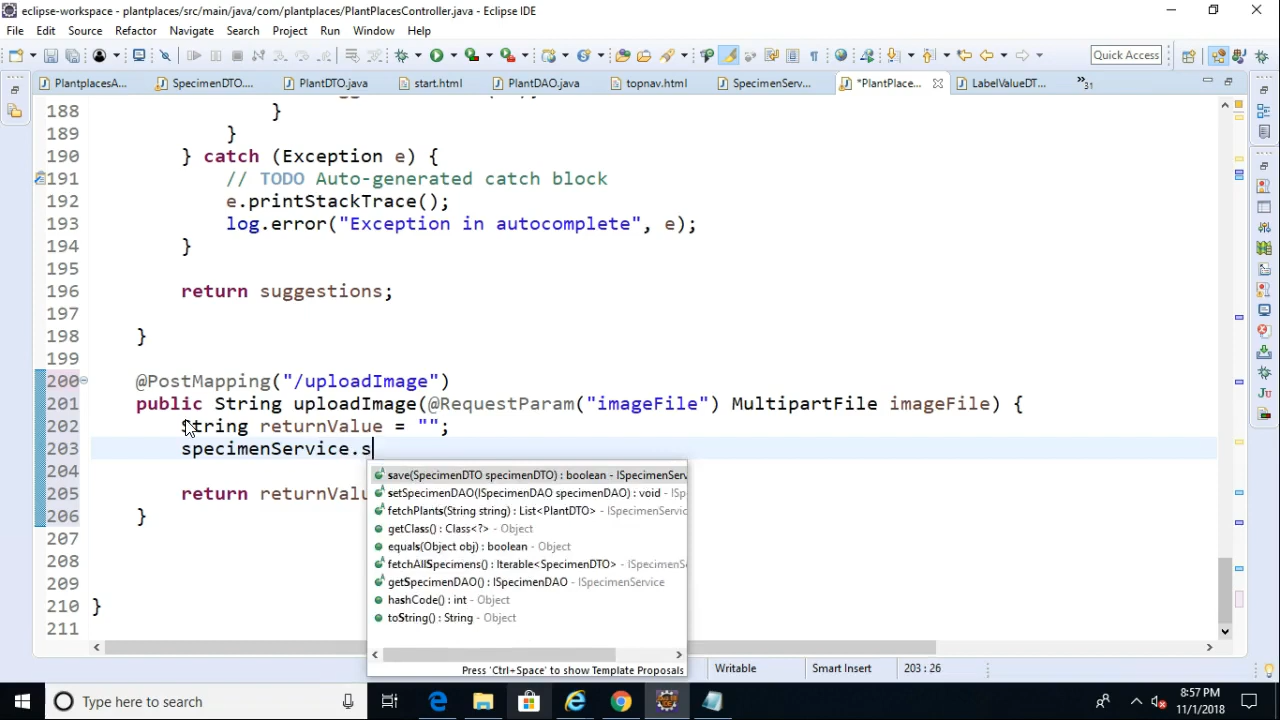 eclipse-workspace - plantplaces/src/main/java/com/plantplaces/PlantPlacesController.java - Eclipse IDE
File Edit Source Refactor Navigate Search Project Run Window Help
Quick Access
PlantplacesA... SpecimenDTO.... PlantDTO.java start.html PlantDAO.java topnav.html SpecimenServ... *PlantPlace... LabelValueDT... »31
188 }
189 }
190 } catch (Exception e) {
191 // TODO Auto-generated catch block
192 e.printStackTrace();
193 log.error("Exception in autocomplete", e);
194 }
195
196 return suggestions;
197
198 }
199
200 @PostMapping("/uploadImage")
201 public String uploadImage(@RequestParam("imageFile") MultipartFile imageFile) {
202 String returnValue = "";
203 specimenService.s
204
205 return returnValu
206 }
207
208
209
210 }
211
save(SpecimenDTO specimenDTO) : boolean - ISpecimenServ
setSpecimenDAO(ISpecimenDAO specimenDAO) : void - ISp
fetchPlants(String string) : List<PlantDTO> - ISpecimenServic
getClass() : Class<?> - Object
equals(Object obj) : boolean - Object
fetchAllSpecimens() : Iterable<SpecimenDTO> - ISpecimenS
getSpecimenDAO() : ISpecimenDAO - ISpecimenService
hashCode() : int - Object
toString() : String - Object
Press 'Ctrl+Space' to show Template Proposals
Writable Smart Insert 203 : 26
Type here to search
8:57 PM
11/1/2018